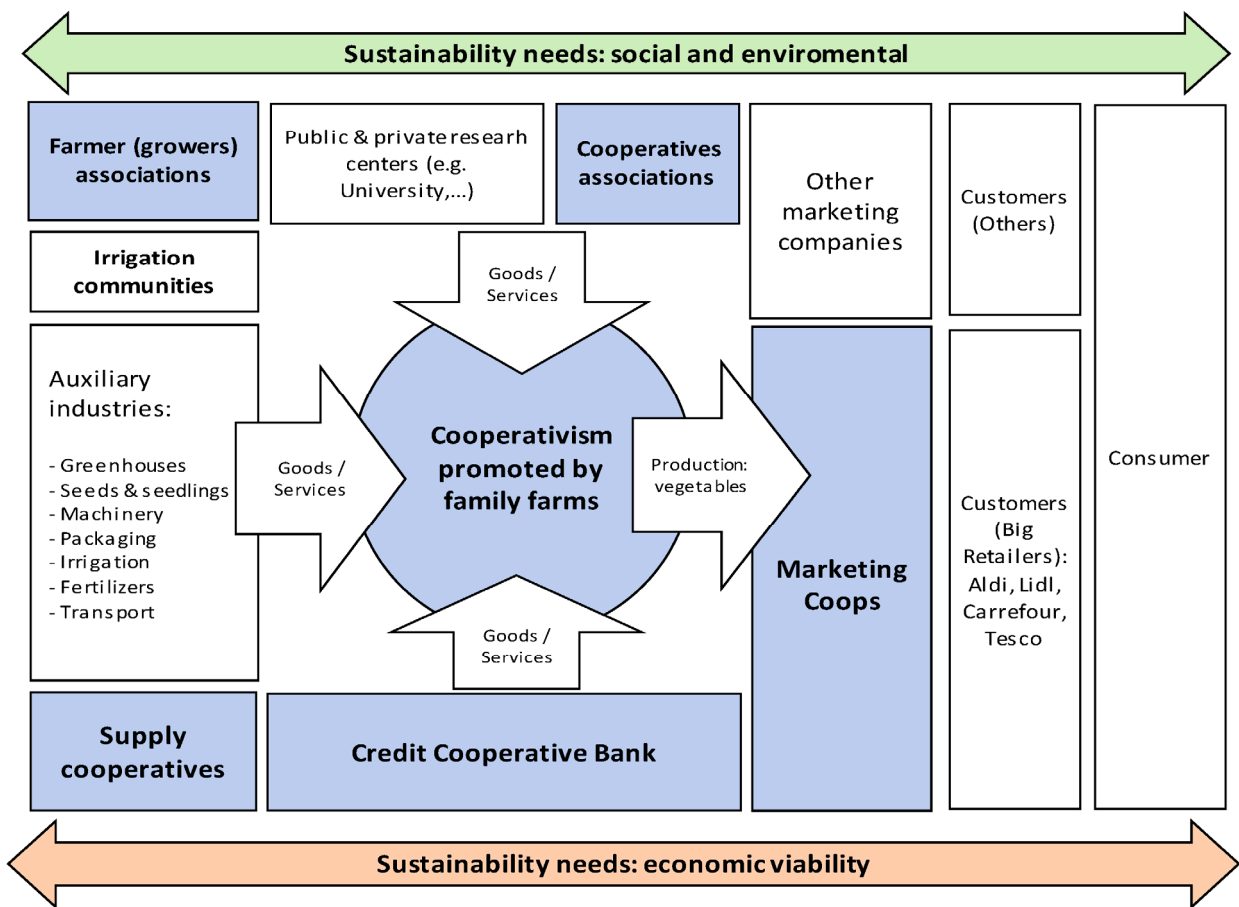 Sustainability needs: social and enviromental
Farmer (growers)
associations
Public & private researh
centers (e.g.
University,...)
Cooperatives
associations
Other
marketing
companies
Customers
(Others)
Irrigation
communities
Goods /
Services
Auxiliary
industries:
- Greenhouses
- Seeds & seedlings
- Machinery
- Packaging
- Irrigation
- Fertilizers
- Transport
Goods /
Services
Cooperativism
promoted by
family farms
Production:
vegetables
Marketing
Coops
Customers
(Big
Retailers):
Aldi, Lidl,
Carrefour,
Tesco
Consumer
Goods /
Services
Supply
cooperatives
Credit Cooperative Bank
Sustainability needs: economic viability